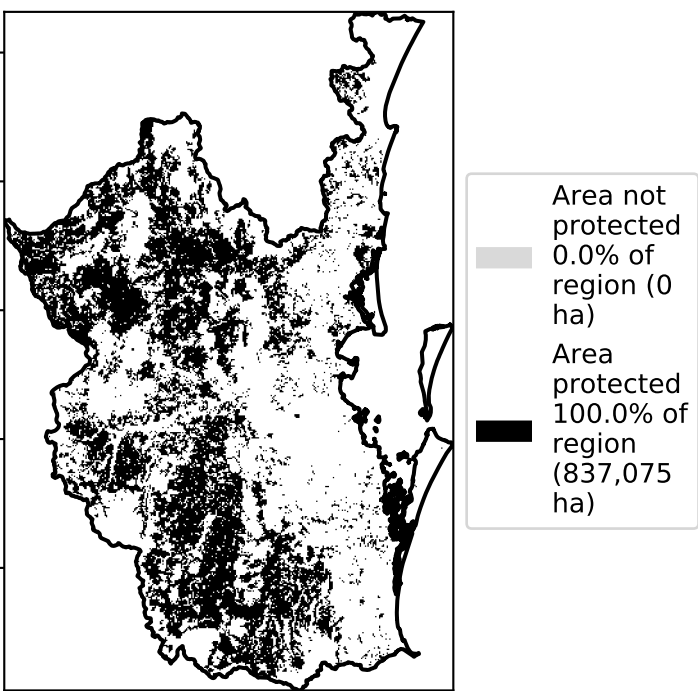 Area not
protected
0.0% of
region (0
ha)
Area
protected
100.0% of
region
(837,075
ha)